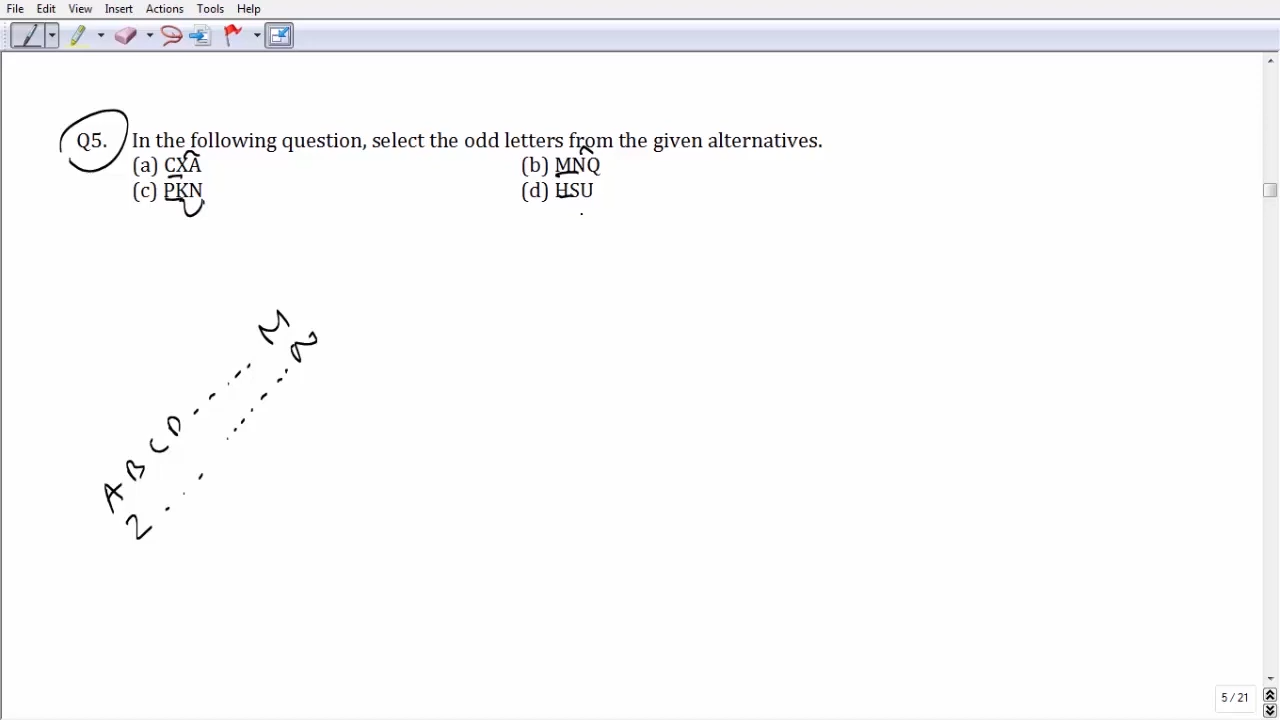 File Edit View Insert Actions Tools Help
Q5. In the following question, select the odd letters from the given alternatives.
(a) CXA (b) MNQ
(c) PKN (d) HSU
A B C D M
Z N
5 / 21